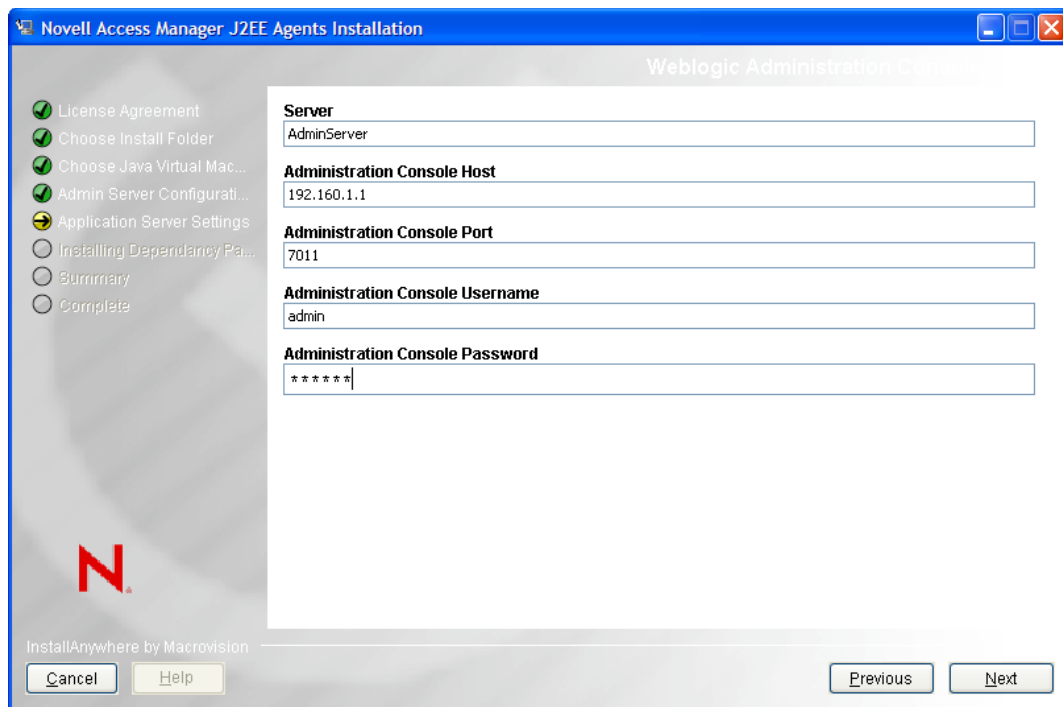 Novell Access Manager J2EE Agents Installation
Weblogic Administration
License Agreement
Choose Install Folder
Choose Java Virtual Mac...
Admin Server Configurati...
Application Server Settings
Installing Dependancy Pa...
Summary
Complete
Server
AdminServer
Administration Console Host
192.160.1.1
Administration Console Port
7011
Administration Console Username
admin
Administration Console Password
******
N
InstallAnywhere by Macrovision
Cancel
Help
Previous
Next